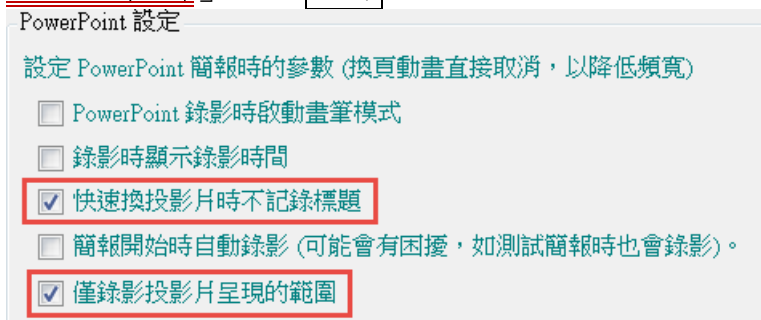 PowerPoint 設定
設定 PowerPoint 簡報時的參數 (換頁動畫直接取消，以降低頻寬)
PowerPoint 錄影時啟動畫筆模式
錄影時顯示錄影時間
快速換投影片時不記錄標題
簡報開始時自動錄影 (可能會有困擾，如測試簡報時也會錄影)。
僅錄影投影片呈現的範圍